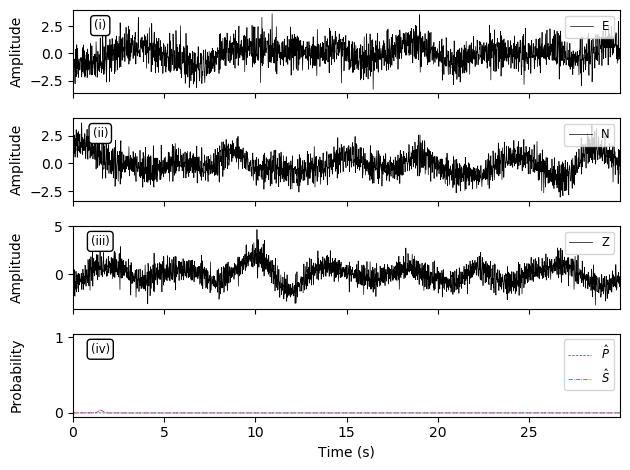 Amplitude
2.5
0.0
−2.5
(i)
E
Amplitude
2.5
0.0
−2.5
(ii)
N
Amplitude
5
0
(iii)
Z
Probability
1
0
(iv)
P̂
Ŝ
0
5
10
15
20
25
Time (s)